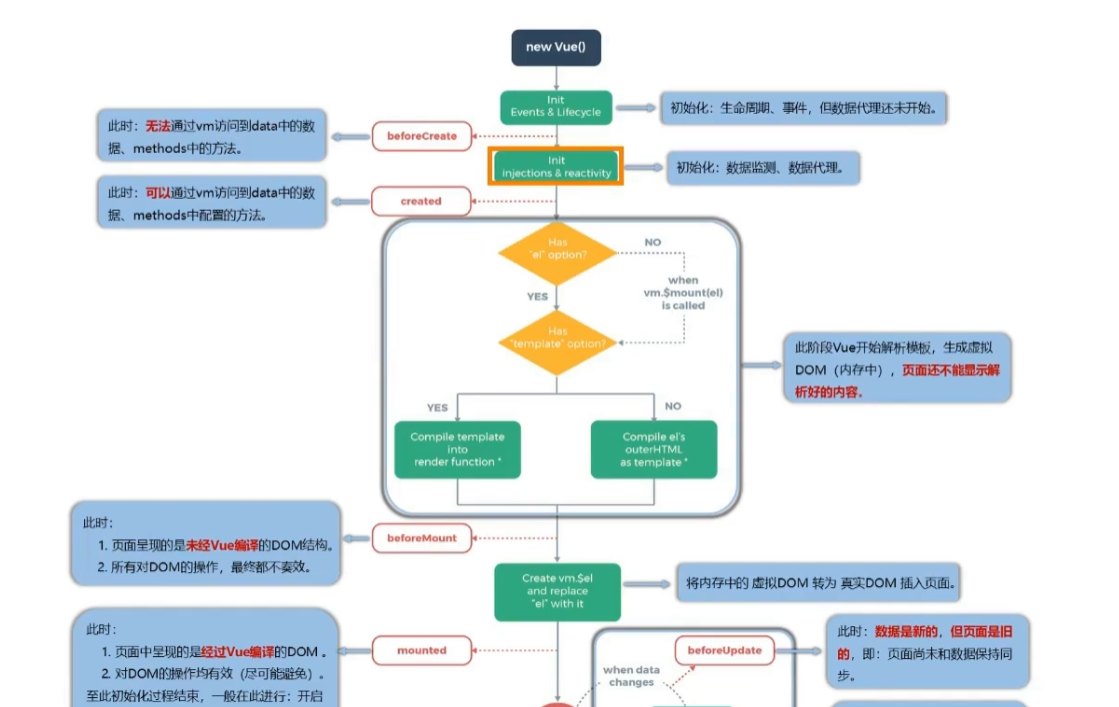 new Vue()
Init
Events & Lifecycle
初始化：生命周期、事件，但数据代理还未开始。
此时：无法通过vm访问到data中的数
据、methods中的方法。
beforeCreate
Init
injections & reactivity
初始化：数据监测、数据代理。
此时：可以通过vm访问到data中的数
据、methods中配置的方法。
created
Has
"el" option?
NO
when
vm.$mount(el)
is called
YES
Has
"template" option?
此阶段Vue开始解析模板，生成虚拟
DOM（内存中），页面还不能显示解
析好的内容。
YES
NO
Compile template
into
render function *
Compile el's
outerHTML
as template *
此时：
1. 页面呈现的是未经Vue编译的DOM结构。
2. 所有对DOM的操作，最终都不奏效。
beforeMount
Create vm.$el
and replace
"el" with it
将内存中的 虚拟DOM 转为 真实DOM 插入页面。
此时：
1. 页面中呈现的是经过Vue编译的DOM 。
2. 对DOM的操作均有效（尽可能避免）。
至此初始化过程结束，一般在此进行：开启
mounted
beforeUpdate
when data
changes
此时：数据是新的，但页面是旧
的，即：页面尚未和数据保持同
步。